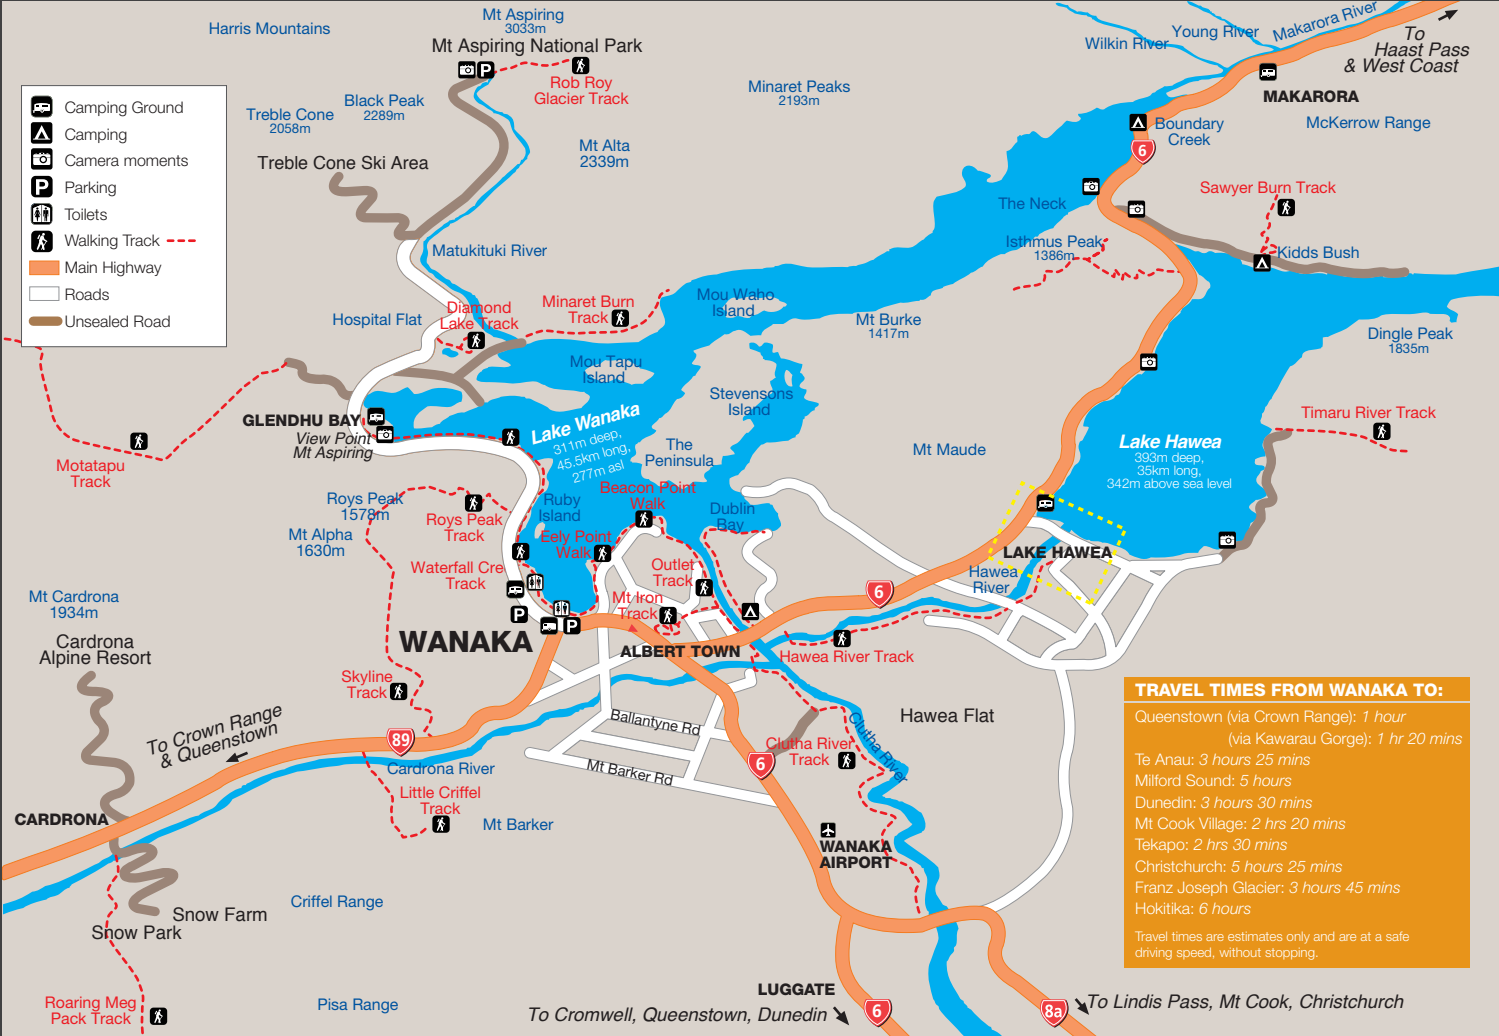 Harris Mountains
Mt Aspiring
3033m
Mt Aspiring National Park
Rob Roy
Glacier Track
Black Peak
2289m
Treble Cone
2058m
Treble Cone Ski Area
Mt Alta
2339m
Minaret Peaks
2193m
Wilkin River
Young River
Makarora River
To
Haast Pass
& West Coast
MAKARORA
McKerrow Range
Boundary
Creek
6
Camping Ground
Camping
Camera moments
P
Parking
Toilets
Walking Track
Main Highway
Roads
Unsealed Road
P
Matukituki River
The Neck
Sawyer Burn Track
Isthmus Peak
1386m
Kidds Bush
Hospital Flat
Diamond
Lake Track
Minaret Burn
Track
Mou Waho
Island
Mt Burke
1417m
Dingle Peak
1835m
Mou Tapu
Island
Stevensons
Island
GLENDHU BAY
View Point
Mt Aspiring
Lake Wanaka
311m deep,
45.5km long,
277m asl
The
Peninsula
Mt Maude
Lake Hawea
393m deep,
35km long,
342m above sea level
Timaru River Track
Motatapu
Track
Roys Peak
1578m
Mt Alpha
1630m
Roys Peak
Track
Ruby
Island
Beacon Point
Walk
Dublin
Bay
Eely Point
Walk
Waterfall Cre
Track
Outlet
Track
Mt Iron
Track
LAKE HAWEA
Hawea
River
6
Mt Cardrona
1934m
Cardrona
Alpine Resort
P
P
WANAKA
ALBERT TOWN
Hawea River Track
Skyline
Track
To Crown Range
& Queenstown
89
Cardrona River
Ballantyne Rd
Mt Barker Rd
Clutha River
Track
Clutha River
6
Hawea Flat
Little Criffel
Track
Mt Barker
CARDRONA
WANAKA
AIRPORT
Snow Farm
Snow Park
Criffel Range
Roaring Meg
Pack Track
Pisa Range
LUGGATE
To Cromwell, Queenstown, Dunedin
6
8a
To Lindis Pass, Mt Cook, Christchurch
TRAVEL TIMES FROM WANAKA TO:
Queenstown (via Crown Range): 1 hour
(via Kawarau Gorge): 1 hr 20 mins
Te Anau: 3 hours 25 mins
Milford Sound: 5 hours
Dunedin: 3 hours 30 mins
Mt Cook Village: 2 hrs 20 mins
Tekapo: 2 hrs 30 mins
Christchurch: 5 hours 25 mins
Franz Joseph Glacier: 3 hours 45 mins
Hokitika: 6 hours
Travel times are estimates only and are at a safe
driving speed, without stopping.